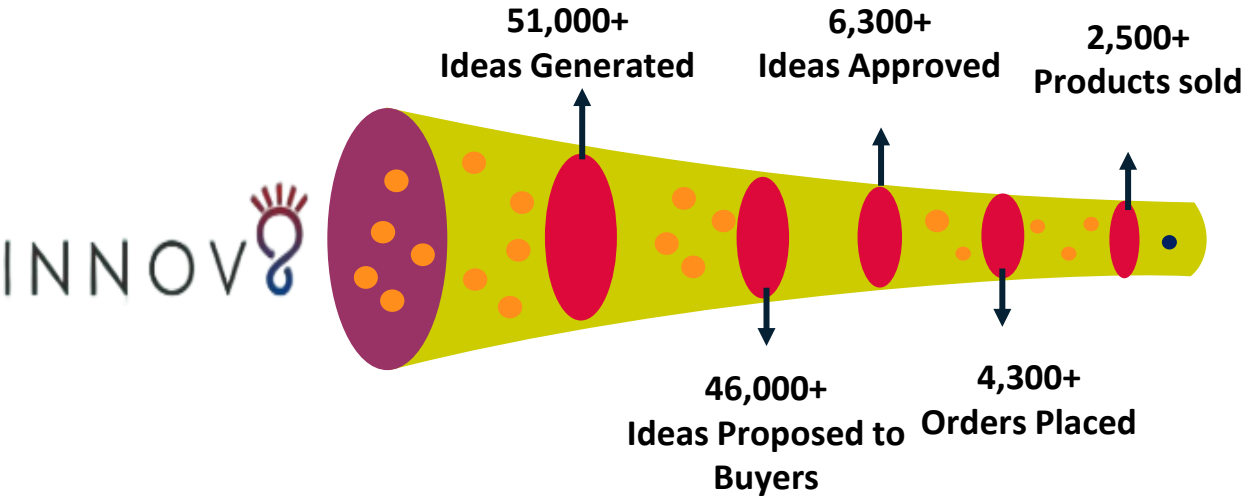 51,000+
Ideas Generated
6,300+
Ideas Approved
2,500+
Products sold
INNOV8
46,000+
Ideas Proposed to
Buyers
4,300+
Orders Placed